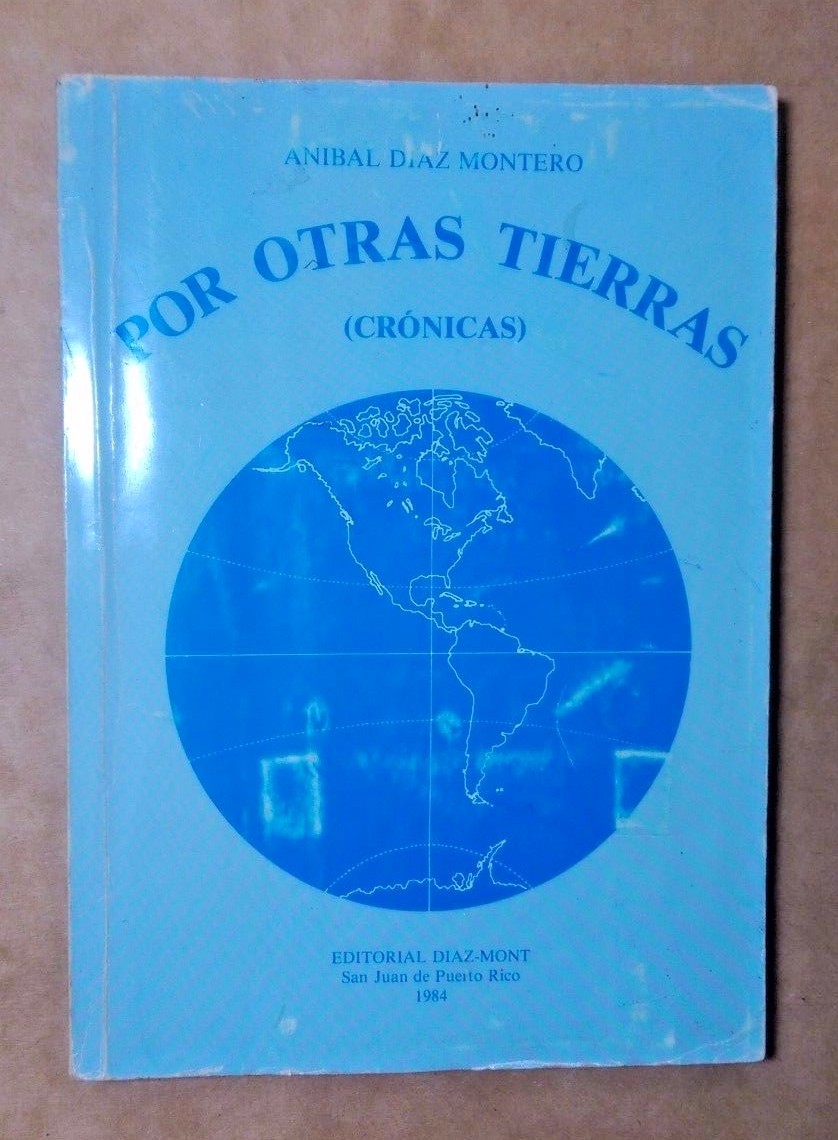 ANIBAL DIAZ MONTERO
POR OTRAS TIERRAS
(CRÓNICAS)
EDITORIAL DIAZ-MONT
San Juan de Puerto Rico
1984